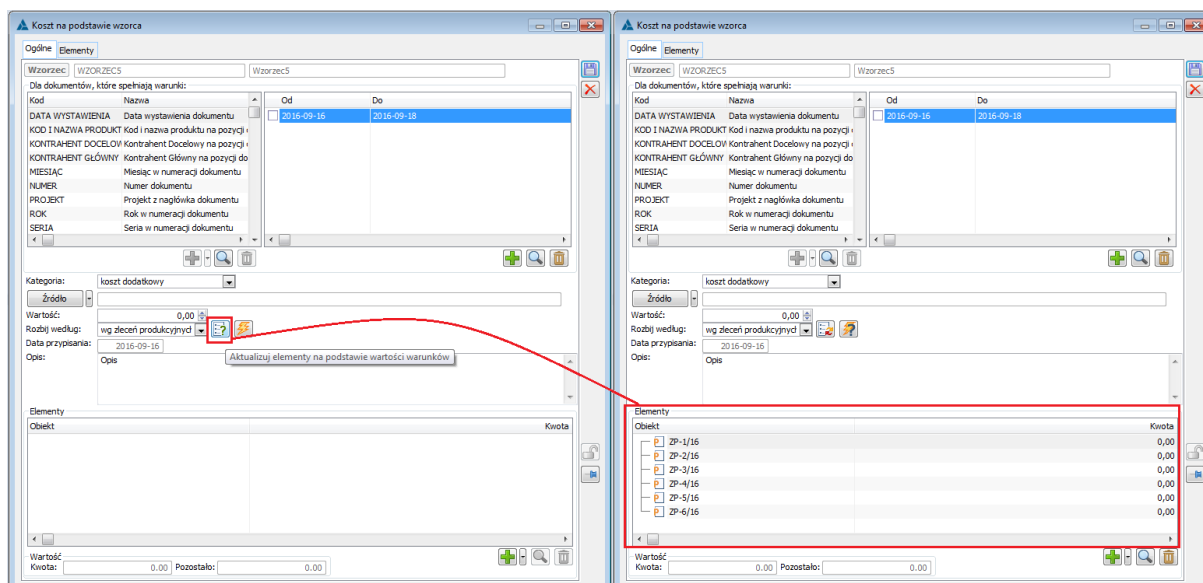 Koszt na podstawie wzorca
Ogólne Elementy
Wzorzec WZORZEC5 Wzorzec5
Dla dokumentów, które spełniają warunki:
Kod Nazwa Od Do
DATA WYSTAWIENIA Data wystawienia dokumentu 2016-09-16 2016-09-18
KOD I NAZWA PRODUKT Kod i nazwa produktu na pozycji
KONTRAHENT DOCELOW Kontrahent Docelowy na pozycji
KONTRAHENT GŁÓWNY Kontrahent Główny na pozycji do
MIESIĄC Miesiąc w numeracji dokumentu
NUMER Numer dokumentu
PROJEKT Projekt z nagłówka dokumentu
ROK Rok w numeracji dokumentu
SERIA Seria w numeracji dokumentu
Kategoria: koszt dodatkowy
Źródło
Wartość: 0,00
Rozbij według: wg zleceń produkcyjnych
Data przypisania: 2016-09-16
Aktualizuj elementy na podstawie wartości warunków
Opis: Opis
Elementy
Obiekt Kwota
Wartość
Kwota: 0.00 Pozostało: 0.00
Koszt na podstawie wzorca
Ogólne Elementy
Wzorzec WZORZEC5 Wzorzec5
Dla dokumentów, które spełniają warunki:
Kod Nazwa Od Do
DATA WYSTAWIENIA Data wystawienia dokumentu 2016-09-16 2016-09-18
KOD I NAZWA PRODUKT Kod i nazwa produktu na pozycji
KONTRAHENT DOCELOW Kontrahent Docelowy na pozycji
KONTRAHENT GŁÓWNY Kontrahent Główny na pozycji do
MIESIĄC Miesiąc w numeracji dokumentu
NUMER Numer dokumentu
PROJEKT Projekt z nagłówka dokumentu
ROK Rok w numeracji dokumentu
SERIA Seria w numeracji dokumentu
Kategoria: koszt dodatkowy
Źródło
Wartość: 0,00
Rozbij według: wg zleceń produkcyjnych
Data przypisania: 2016-09-16
Opis: Opis
Elementy
Obiekt Kwota
ZP-1/16 0,00
ZP-2/16 0,00
ZP-3/16 0,00
ZP-4/16 0,00
ZP-5/16 0,00
ZP-6/16 0,00
Wartość
Kwota: 0.00 Pozostało: 0.00